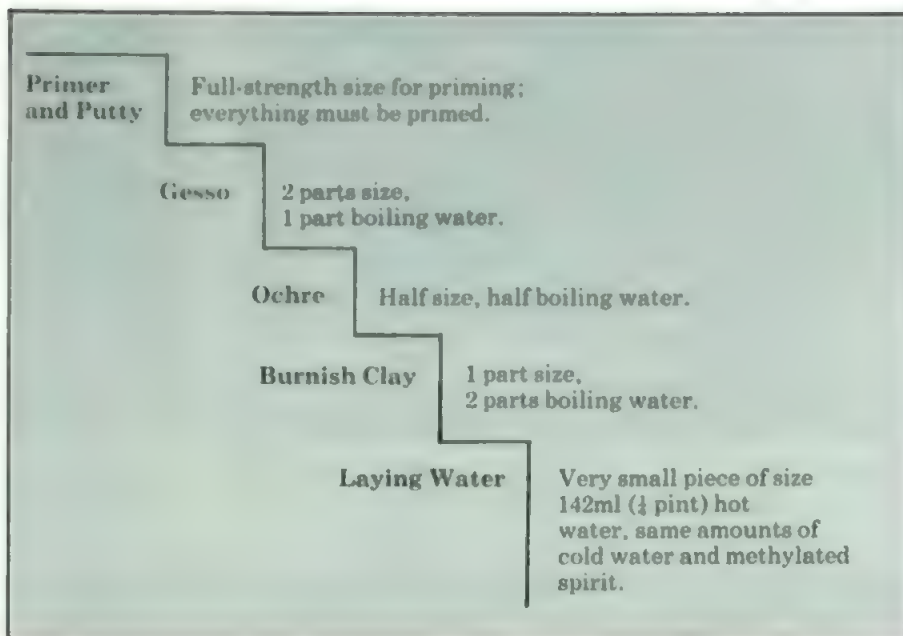 Primer
and Putty
Full-strength size for priming;
everything must be primed.
Gesso
2 parts size,
1 part boiling water.
Ochre
Half size, half boiling water.
Burnish Clay
1 part size,
2 parts boiling water.
Laying Water
Very small piece of size
142ml (¼ pint) hot
water, same amounts of
cold water and methylated
spirit.